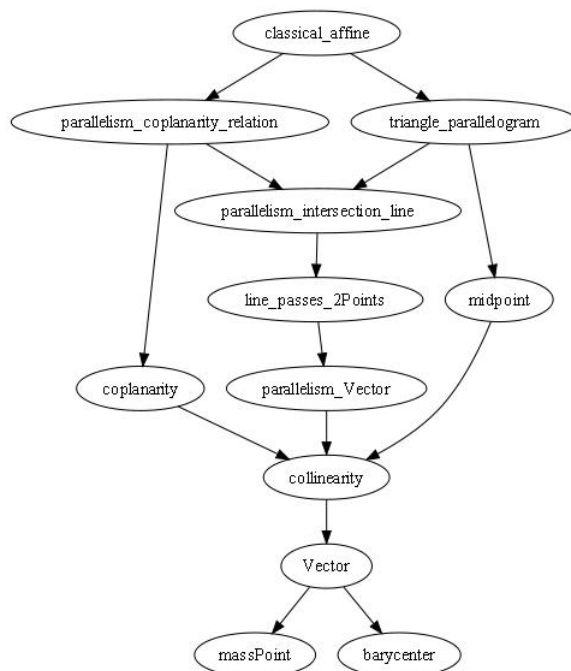 classical_affine
parallelism_coplanarity_relation
triangle_parallelogram
parallelism_intersection_line
line_passes_2Points
midpoint
coplanarity
parallelism_Vector
collinearity
Vector
massPoint
barycenter